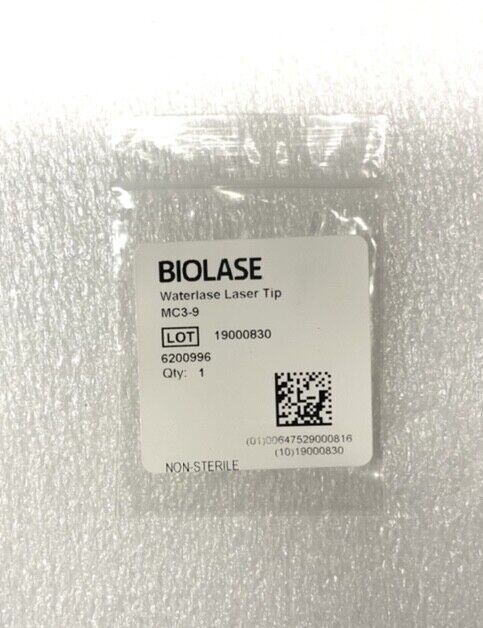 BIOLASE
Waterlase Laser Tip
MC3-9
LOT 19000830
6200996
Qty: 1
(01)00647529000816
(10)19000830
NON-STERILE